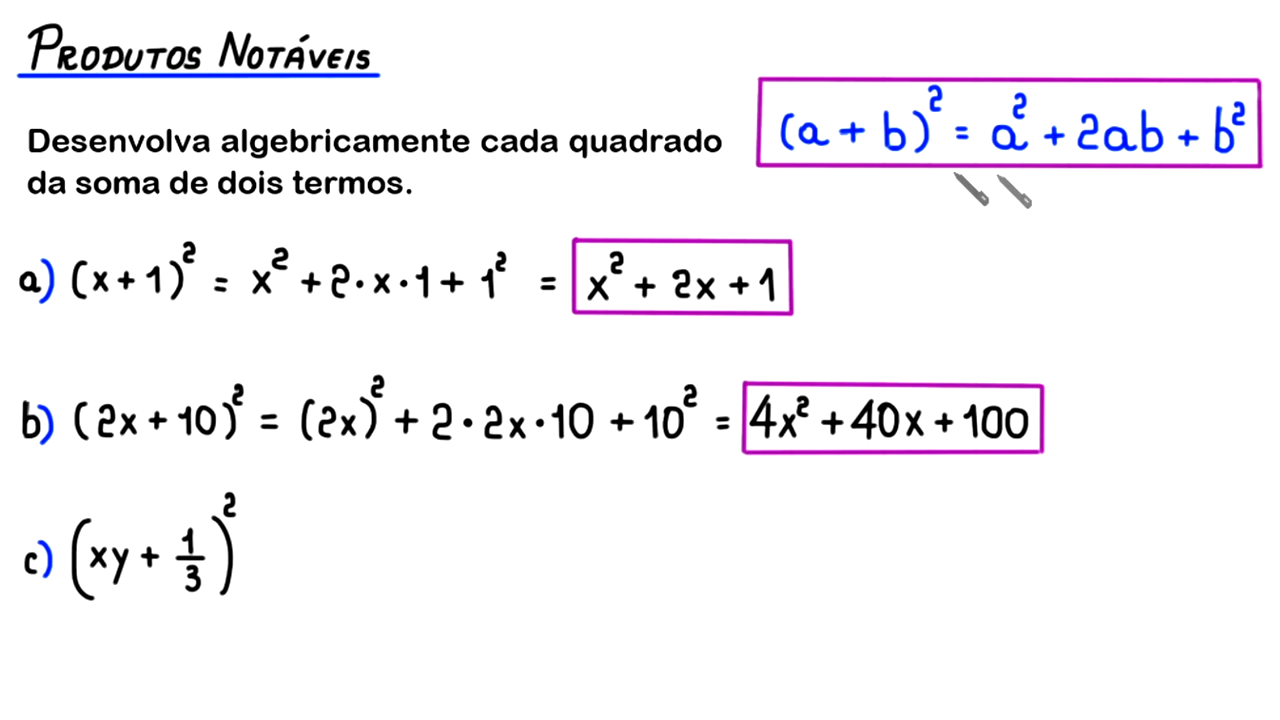 PRODUTOS NOTÁVEIS
(a + b)² = a² + 2ab + b²
Desenvolva algebricamente cada quadrado
da soma de dois termos.
a) (x + 1)² = x² + 2·x·1 + 1² = x² + 2x + 1
b) (2x + 10)² = (2x)² + 2·2x·10 + 10² = 4x² + 40x + 100
c) (xy + 1/3)²